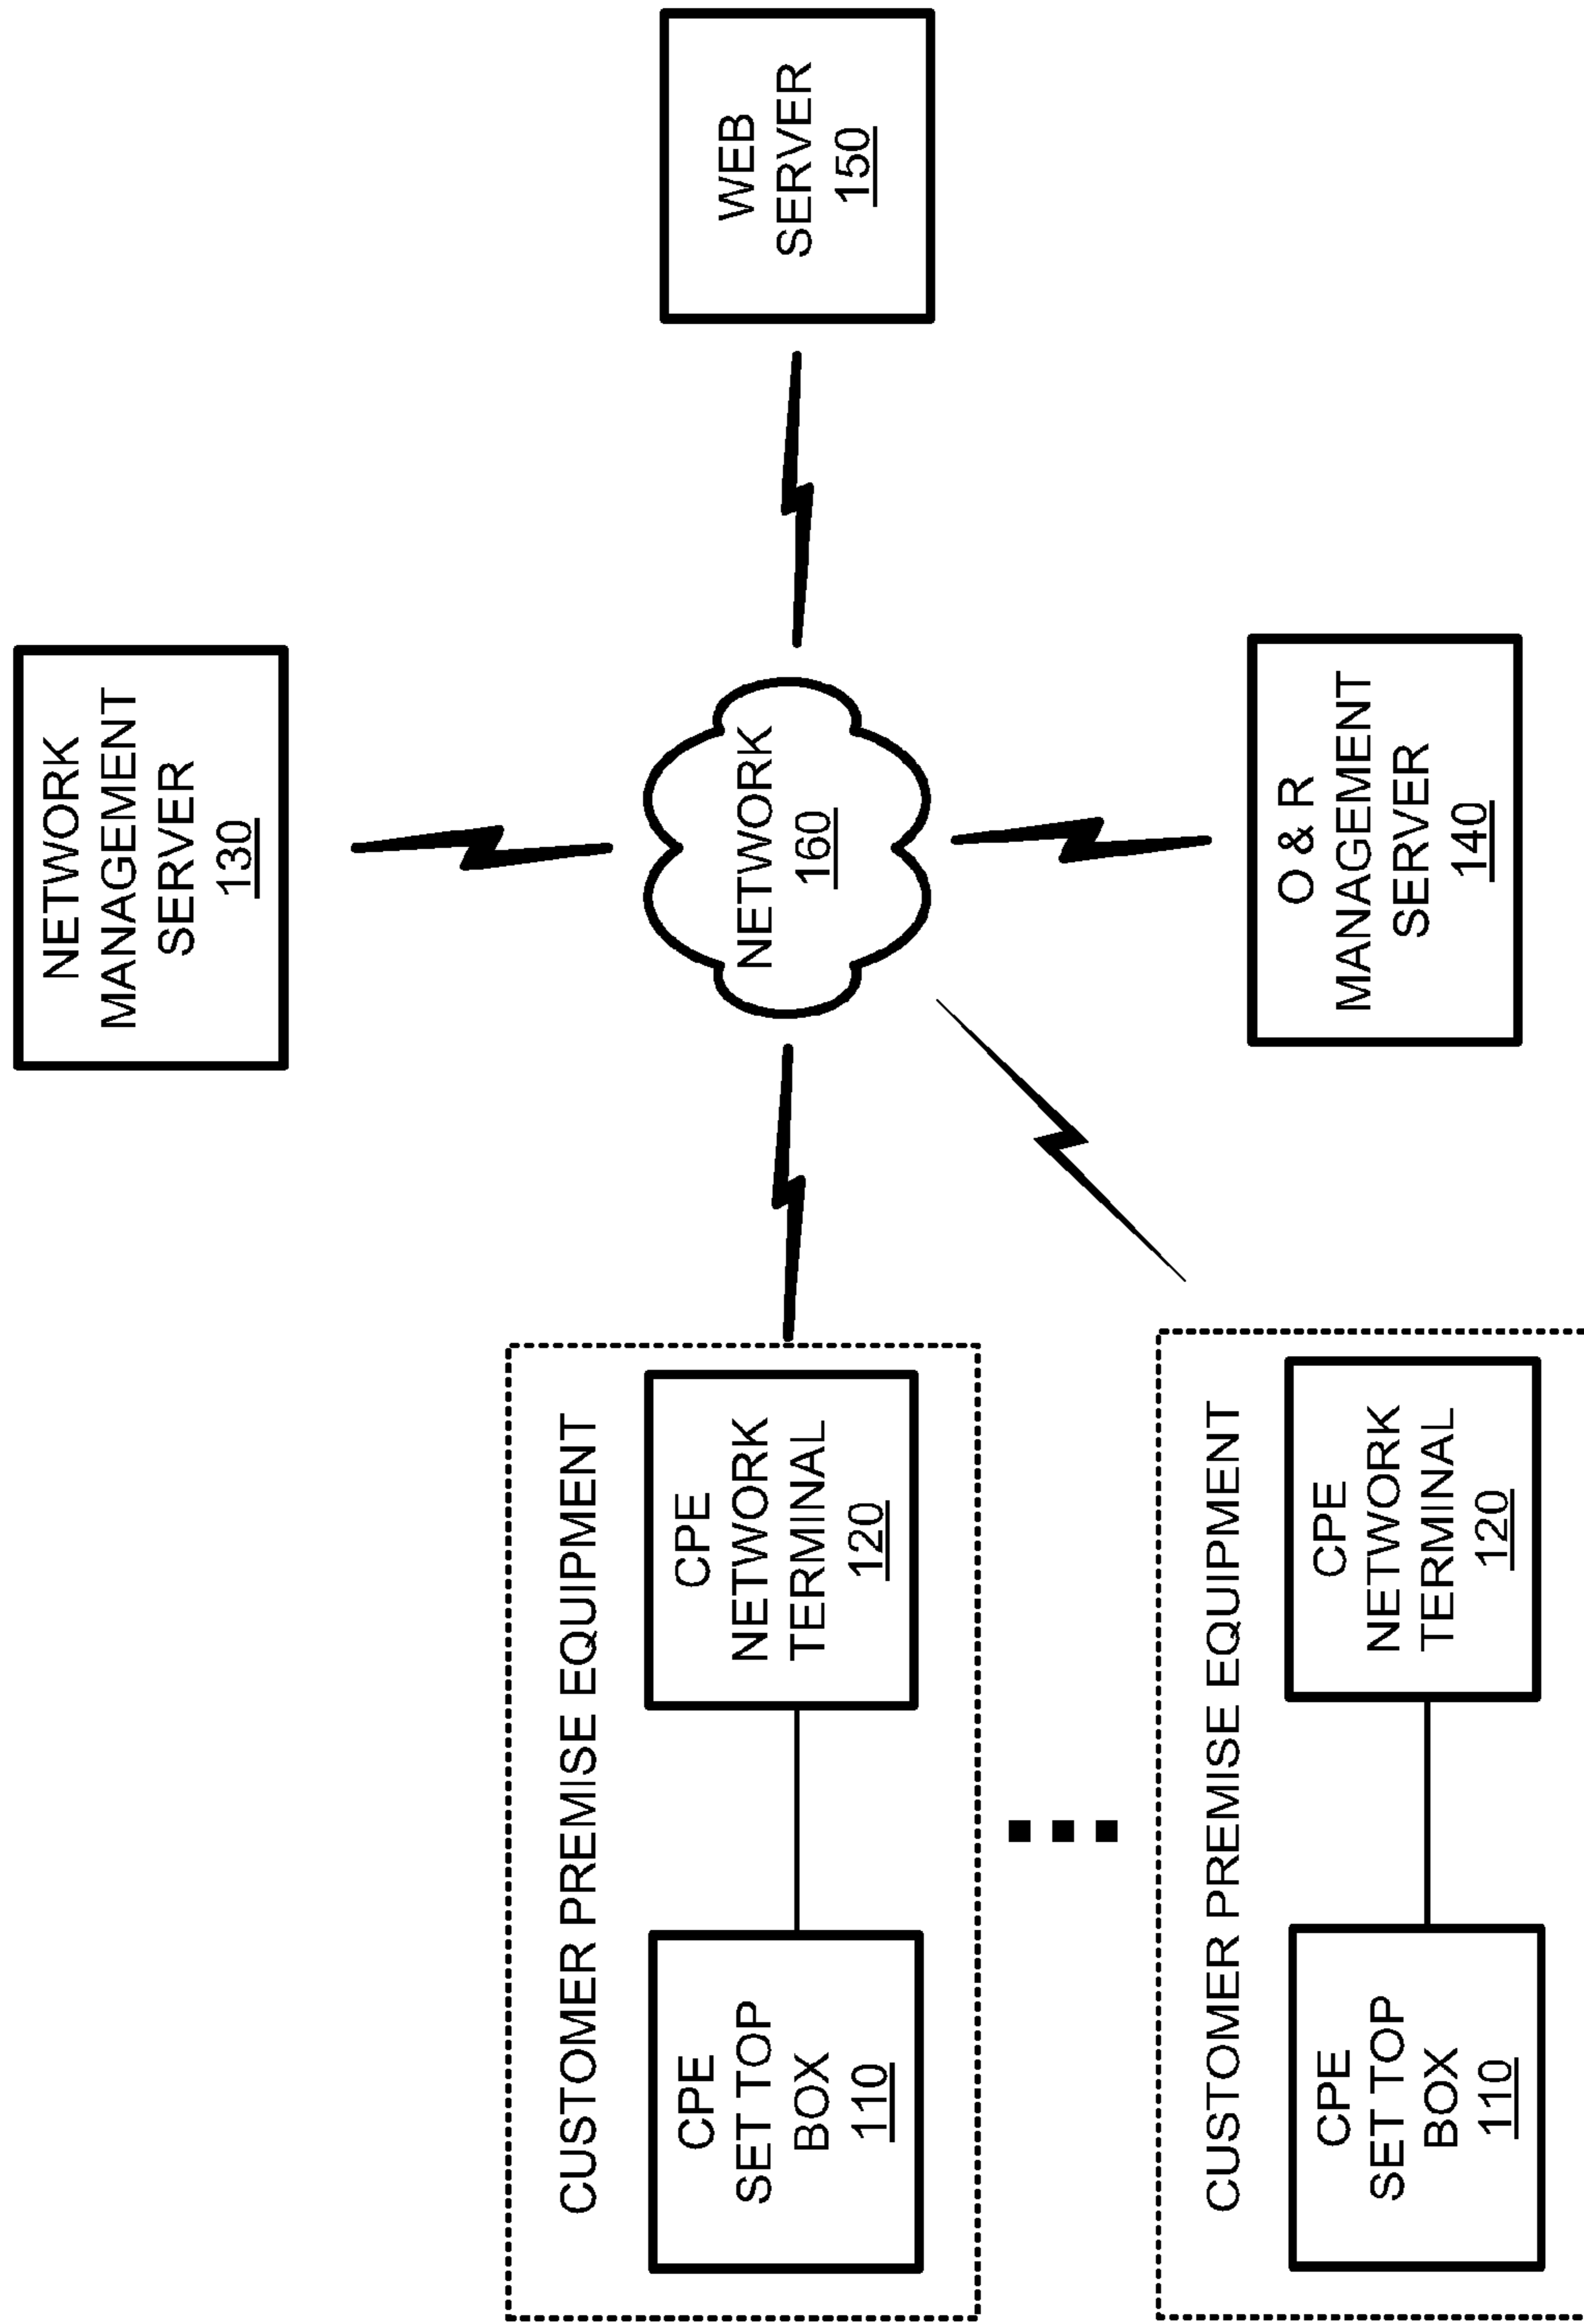 NETWORK
MANAGEMENT
SERVER
130
CUSTOMER PREMISE EQUIPMENT
CPE
SET TOP
BOX
110
CPE
NETWORK
TERMINAL
120
NETWORK
160
WEB
SERVER
150
CUSTOMER PREMISE EQUIPMENT
CPE
SET TOP
BOX
110
CPE
NETWORK
TERMINAL
120
O & R
MANAGEMENT
SERVER
140